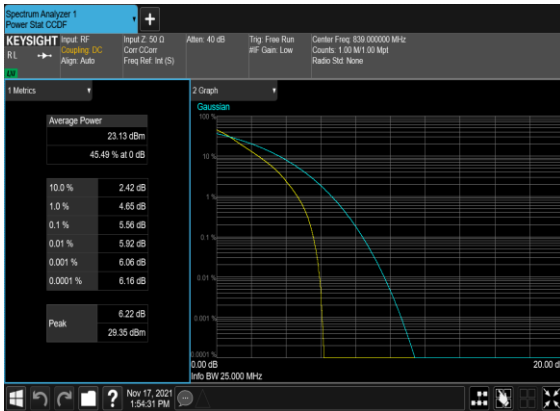 Spectrum Analyzer 1
Power Stat CCDF
+
KEYSIGHT
RL
LXI
Input: RF
Coupling: DC
Align: Auto
Input Z: 50 Ω
Corr CCorr
Freq Ref: Int (S)
Atten: 40 dB
Trig: Free Run
#IF Gain: Low
Center Freq: 839.000000 MHz
Counts: 1.00 M/1.00 Mpt
Radio Std: None
1 Metrics
Average Power
23.13 dBm
45.49 % at 0 dB
10.0 % 2.42 dB
1.0 % 4.65 dB
0.1 % 5.56 dB
0.01 % 5.92 dB
0.001 % 6.06 dB
0.0001 % 6.16 dB
Peak
6.22 dB
29.35 dBm
2 Graph
Gaussian
100 %
10 %
1 %
0.1 %
0.01 %
0.001 %
0.0001 %
0.00 dB
20.00 d
Info BW 25.000 MHz
?
Nov 17, 2021
1:54:31 PM